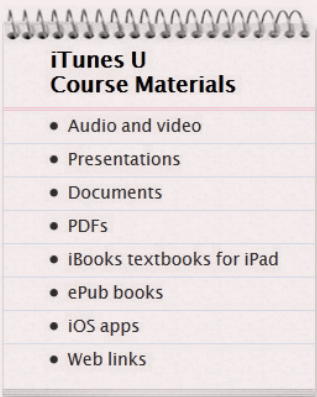 iTunes U
Course Materials
• Audio and video
• Presentations
• Documents
• PDFs
• iBooks textbooks for iPad
• ePub books
• iOS apps
• Web links